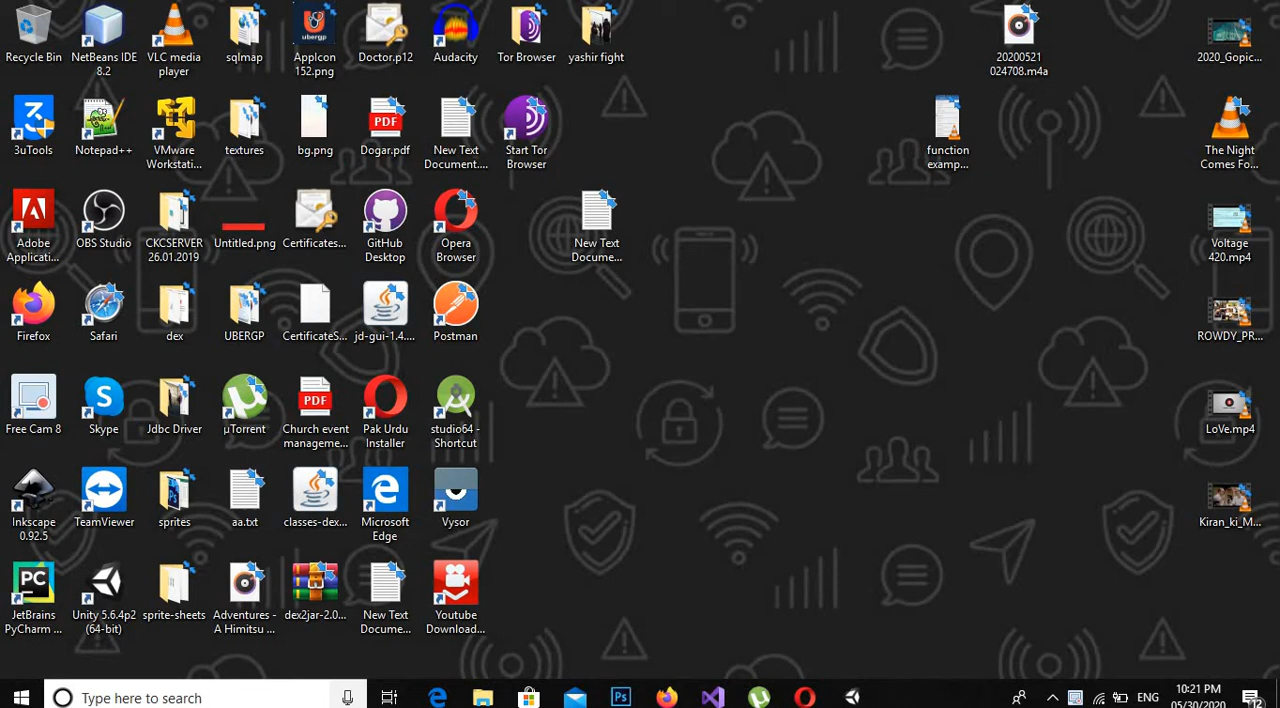 Recycle Bin
NetBeans IDE
8.2
VLC media
player
sqlmap
AppIcon
152.png
Doctor.p12
Audacity
Tor Browser
yashir fight
20200521
024708.m4a
2020_Gopic...
3uTools
Notepad++
VMware
Workstati...
textures
bg.png
PDF
Dogar.pdf
New Text
Document....
Start Tor
Browser
function
examp...
The Night
Comes Fo...
Adobe
Applicati...
OBS Studio
CKCSERVER
26.01.2019
Untitled.png
Certificates...
GitHub
Desktop
Opera
Browser
New Text
Docume...
Voltage
420.mp4
Firefox
Safari
dex
UBERGP
CertificateS...
jd-gui-1.4....
Postman
ROWDY_PR...
Free Cam 8
Skype
Jdbc Driver
µTorrent
PDF
Church event
manageme...
Pak Urdu
Installer
studio64 -
Shortcut
LoVe.mp4
Inkscape
0.92.5
TeamViewer
sprites
aa.txt
classes-dex...
Microsoft
Edge
Vysor
Kiran_ki_M...
PC
JetBrains
PyCharm ...
Unity 5.6.4p2
(64-bit)
sprite-sheets
Adventures -
A Himitsu ...
dex2jar-2.0...
New Text
Docume...
Youtube
Download...
Type here to search
Ps
ENG
10:21 PM
05/30/2020
12